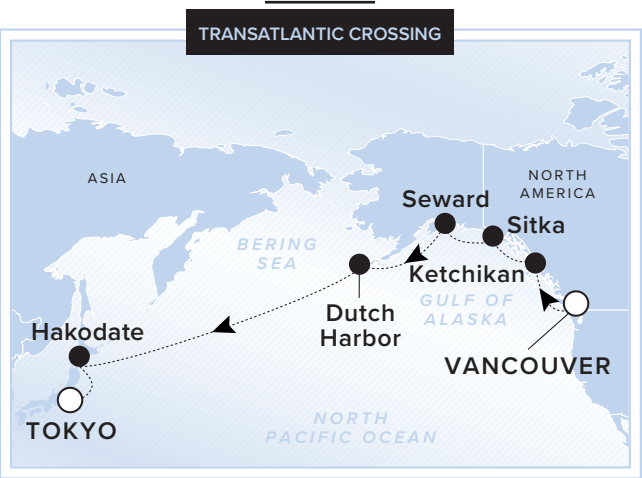 TRANSATLANTIC CROSSING
ASIA
NORTH
AMERICA
Seward
Sitka
BERING
SEA
Ketchikan
GULF OF
ALASKA
Dutch
Harbor
Hakodate
VANCOUVER
TOKYO
NORTH
PACIFIC OCEAN